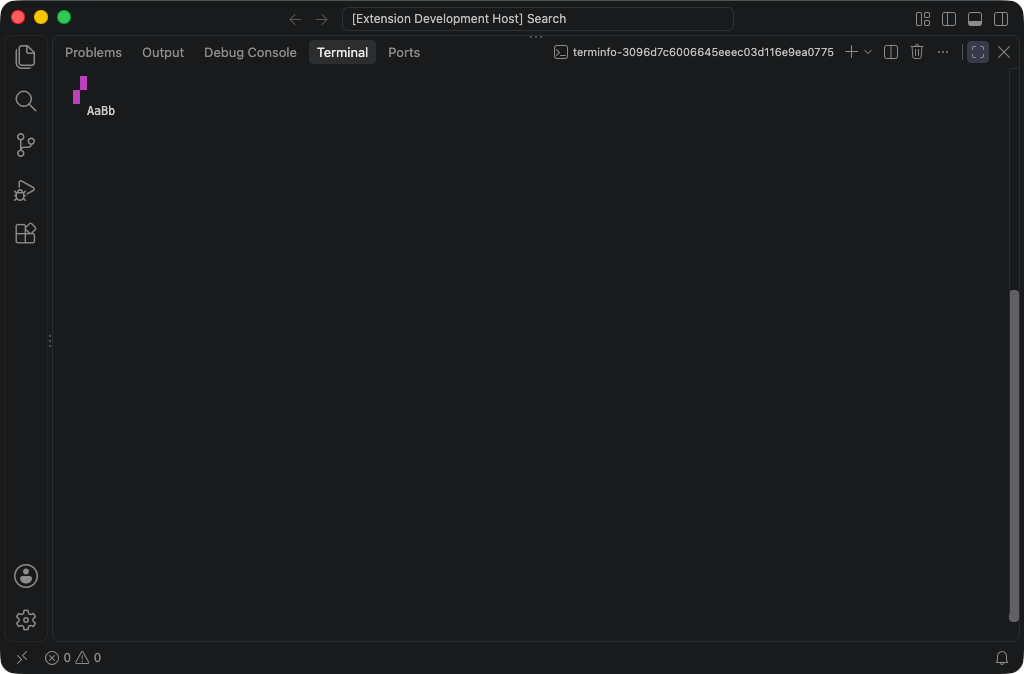 [Extension Development Host] Search
Problems Output Debug Console Terminal Ports terminfo-3096d7c6006645eeec03d116e9ea0775
AaBb
0 0